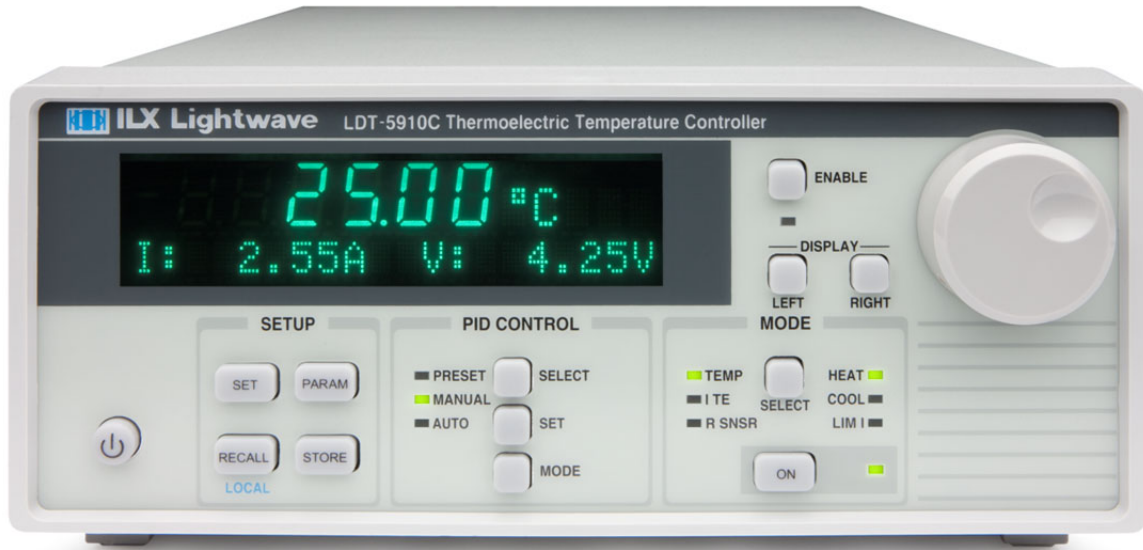 ILX Lightwave LDT-5910C Thermoelectric Temperature Controller
25.00 °C
I: 2.55A V: 4.25V
ENABLE
DISPLAY
LEFT RIGHT
SETUP
SET PARAM
RECALL STORE
LOCAL
PID CONTROL
PRESET SELECT
MANUAL
AUTO SET
MODE
MODE
TEMP HEAT
I TE SELECT COOL
R SNSR LIM I
ON